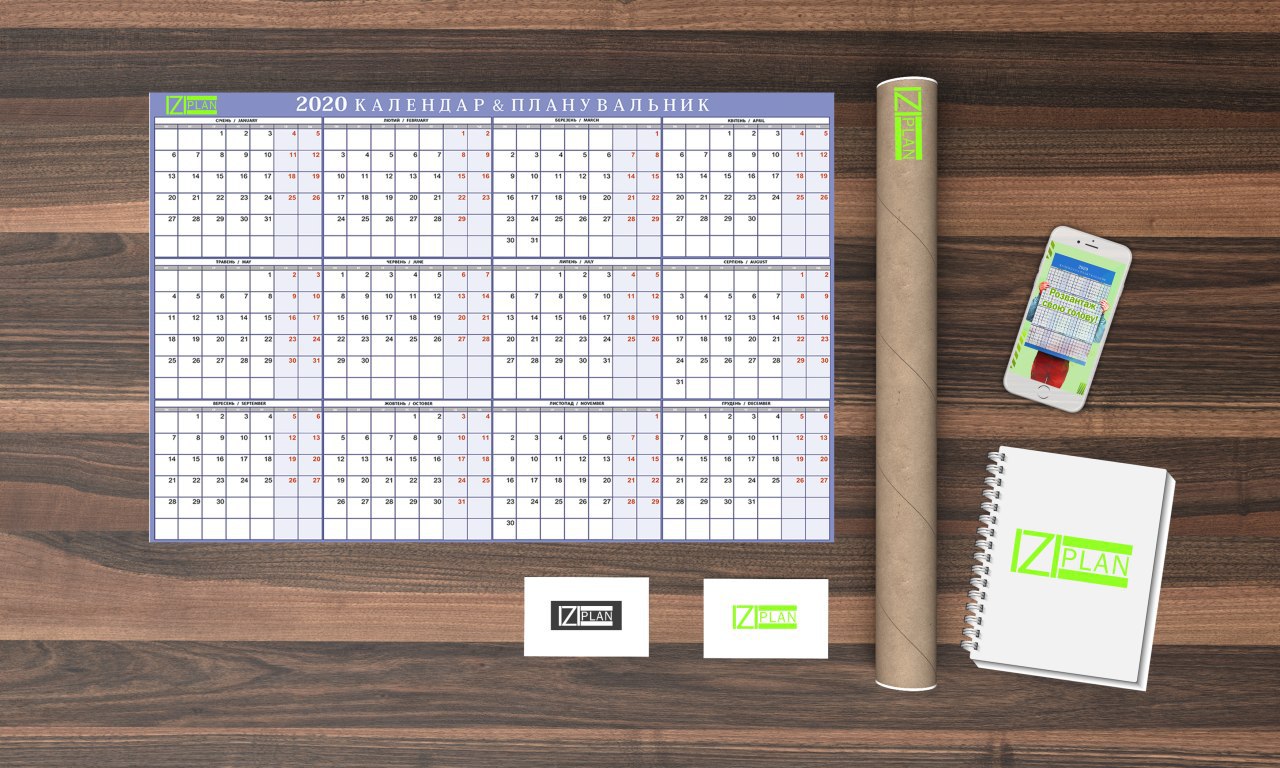 IZI PLAN
2020 КАЛЕНДАР & ПЛАНУВАЛЬНИК
СІЧЕНЬ / JANUARY
1 2 3 4 5
6 7 8 9 10 11 12
13 14 15 16 17 18 19
20 21 22 23 24 25 26
27 28 29 30 31
ЛЮТИЙ / FEBRUARY
1 2
3 4 5 6 7 8 9
10 11 12 13 14 15 16
17 18 19 20 21 22 23
24 25 26 27 28 29
БЕРЕЗЕНЬ / MARCH
1
2 3 4 5 6 7 8
9 10 11 12 13 14 15
16 17 18 19 20 21 22
23 24 25 26 27 28 29
30 31
КВІТЕНЬ / APRIL
1 2 3 4 5
6 7 8 9 10 11 12
13 14 15 16 17 18 19
20 21 22 23 24 25 26
27 28 29 30
ТРАВЕНЬ / MAY
1 2 3
4 5 6 7 8 9 10
11 12 13 14 15 16 17
18 19 20 21 22 23 24
25 26 27 28 29 30 31
ЧЕРВЕНЬ / JUNE
1 2 3 4 5 6 7
8 9 10 11 12 13 14
15 16 17 18 19 20 21
22 23 24 25 26 27 28
29 30
ЛИПЕНЬ / JULY
1 2 3 4 5
6 7 8 9 10 11 12
13 14 15 16 17 18 19
20 21 22 23 24 25 26
27 28 29 30 31
СЕРПЕНЬ / AUGUST
1 2
3 4 5 6 7 8 9
10 11 12 13 14 15 16
17 18 19 20 21 22 23
24 25 26 27 28 29 30
31
ВЕРЕСЕНЬ / SEPTEMBER
1 2 3 4 5 6
7 8 9 10 11 12 13
14 15 16 17 18 19 20
21 22 23 24 25 26 27
28 29 30
ЖОВТЕНЬ / OCTOBER
1 2 3 4
5 6 7 8 9 10 11
12 13 14 15 16 17 18
19 20 21 22 23 24 25
26 27 28 29 30 31
ЛИСТОПАД / NOVEMBER
1
2 3 4 5 6 7 8
9 10 11 12 13 14 15
16 17 18 19 20 21 22
23 24 25 26 27 28 29
30
ГРУДЕНЬ / DECEMBER
1 2 3 4 5 6
7 8 9 10 11 12 13
14 15 16 17 18 19 20
21 22 23 24 25 26 27
28 29 30 31
IZI PLAN
2020
Розвантаж
свою голову!
IZI PLAN
IZI PLAN
IZI PLAN